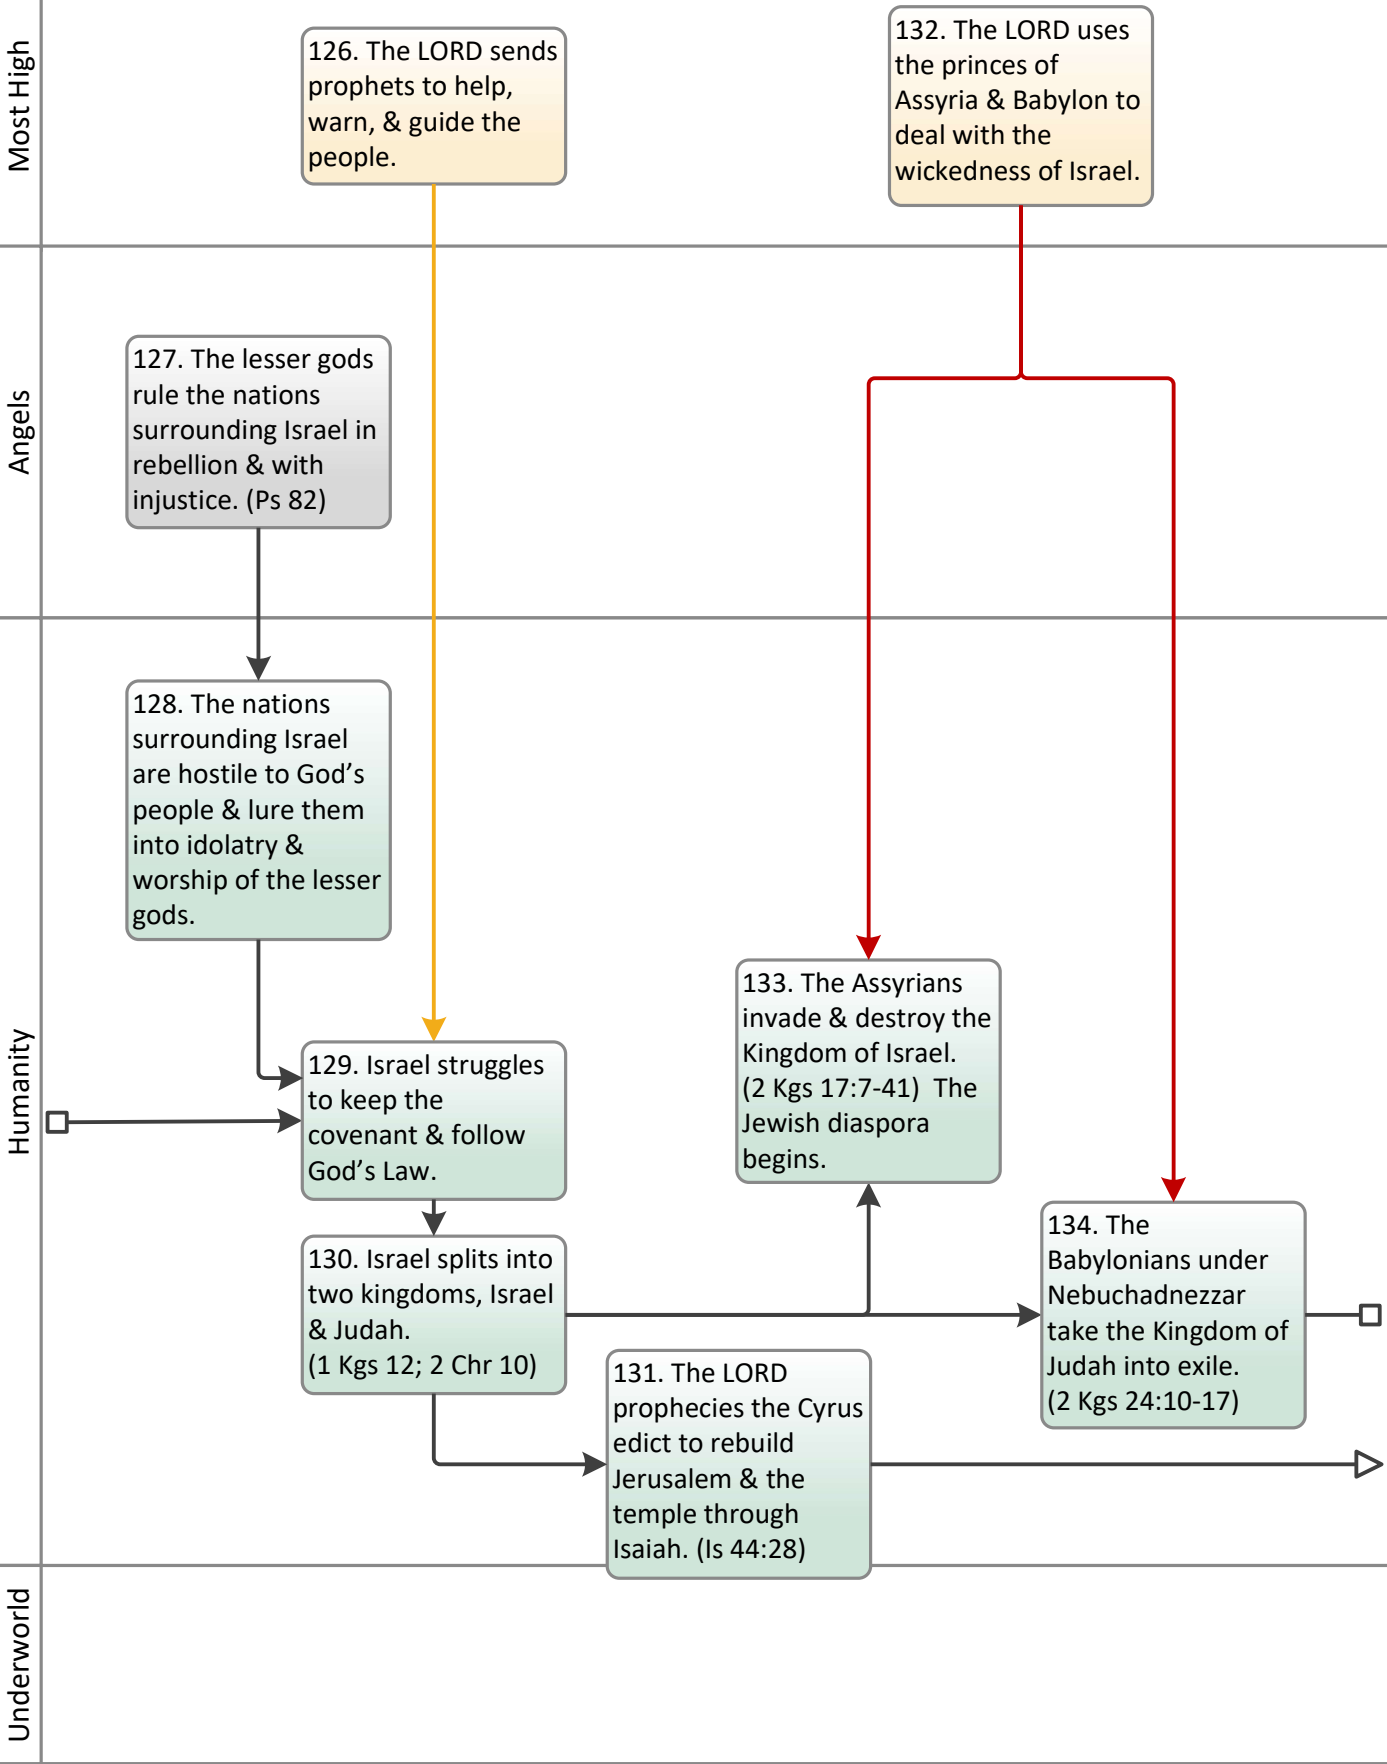 Most High
126. The LORD sends
prophets to help,
warn, & guide the
people.
132. The LORD uses
the princes of
Assyria & Babylon to
deal with the
wickedness of Israel.
Angels
127. The lesser gods
rule the nations
surrounding Israel in
rebellion & with
injustice. (Ps 82)
Humanity
128. The nations
surrounding Israel
are hostile to God’s
people & lure them
into idolatry &
worship of the lesser
gods.
129. Israel struggles
to keep the
covenant & follow
God’s Law.
130. Israel splits into
two kingdoms, Israel
& Judah.
(1 Kgs 12; 2 Chr 10)
131. The LORD
prophecies the Cyrus
edict to rebuild
Jerusalem & the
temple through
Isaiah. (Is 44:28)
133. The Assyrians
invade & destroy the
Kingdom of Israel.
(2 Kgs 17:7-41)  The
Jewish diaspora
begins.
134. The
Babylonians under
Nebuchadnezzar
take the Kingdom of
Judah into exile.
(2 Kgs 24:10-17)
Underworld